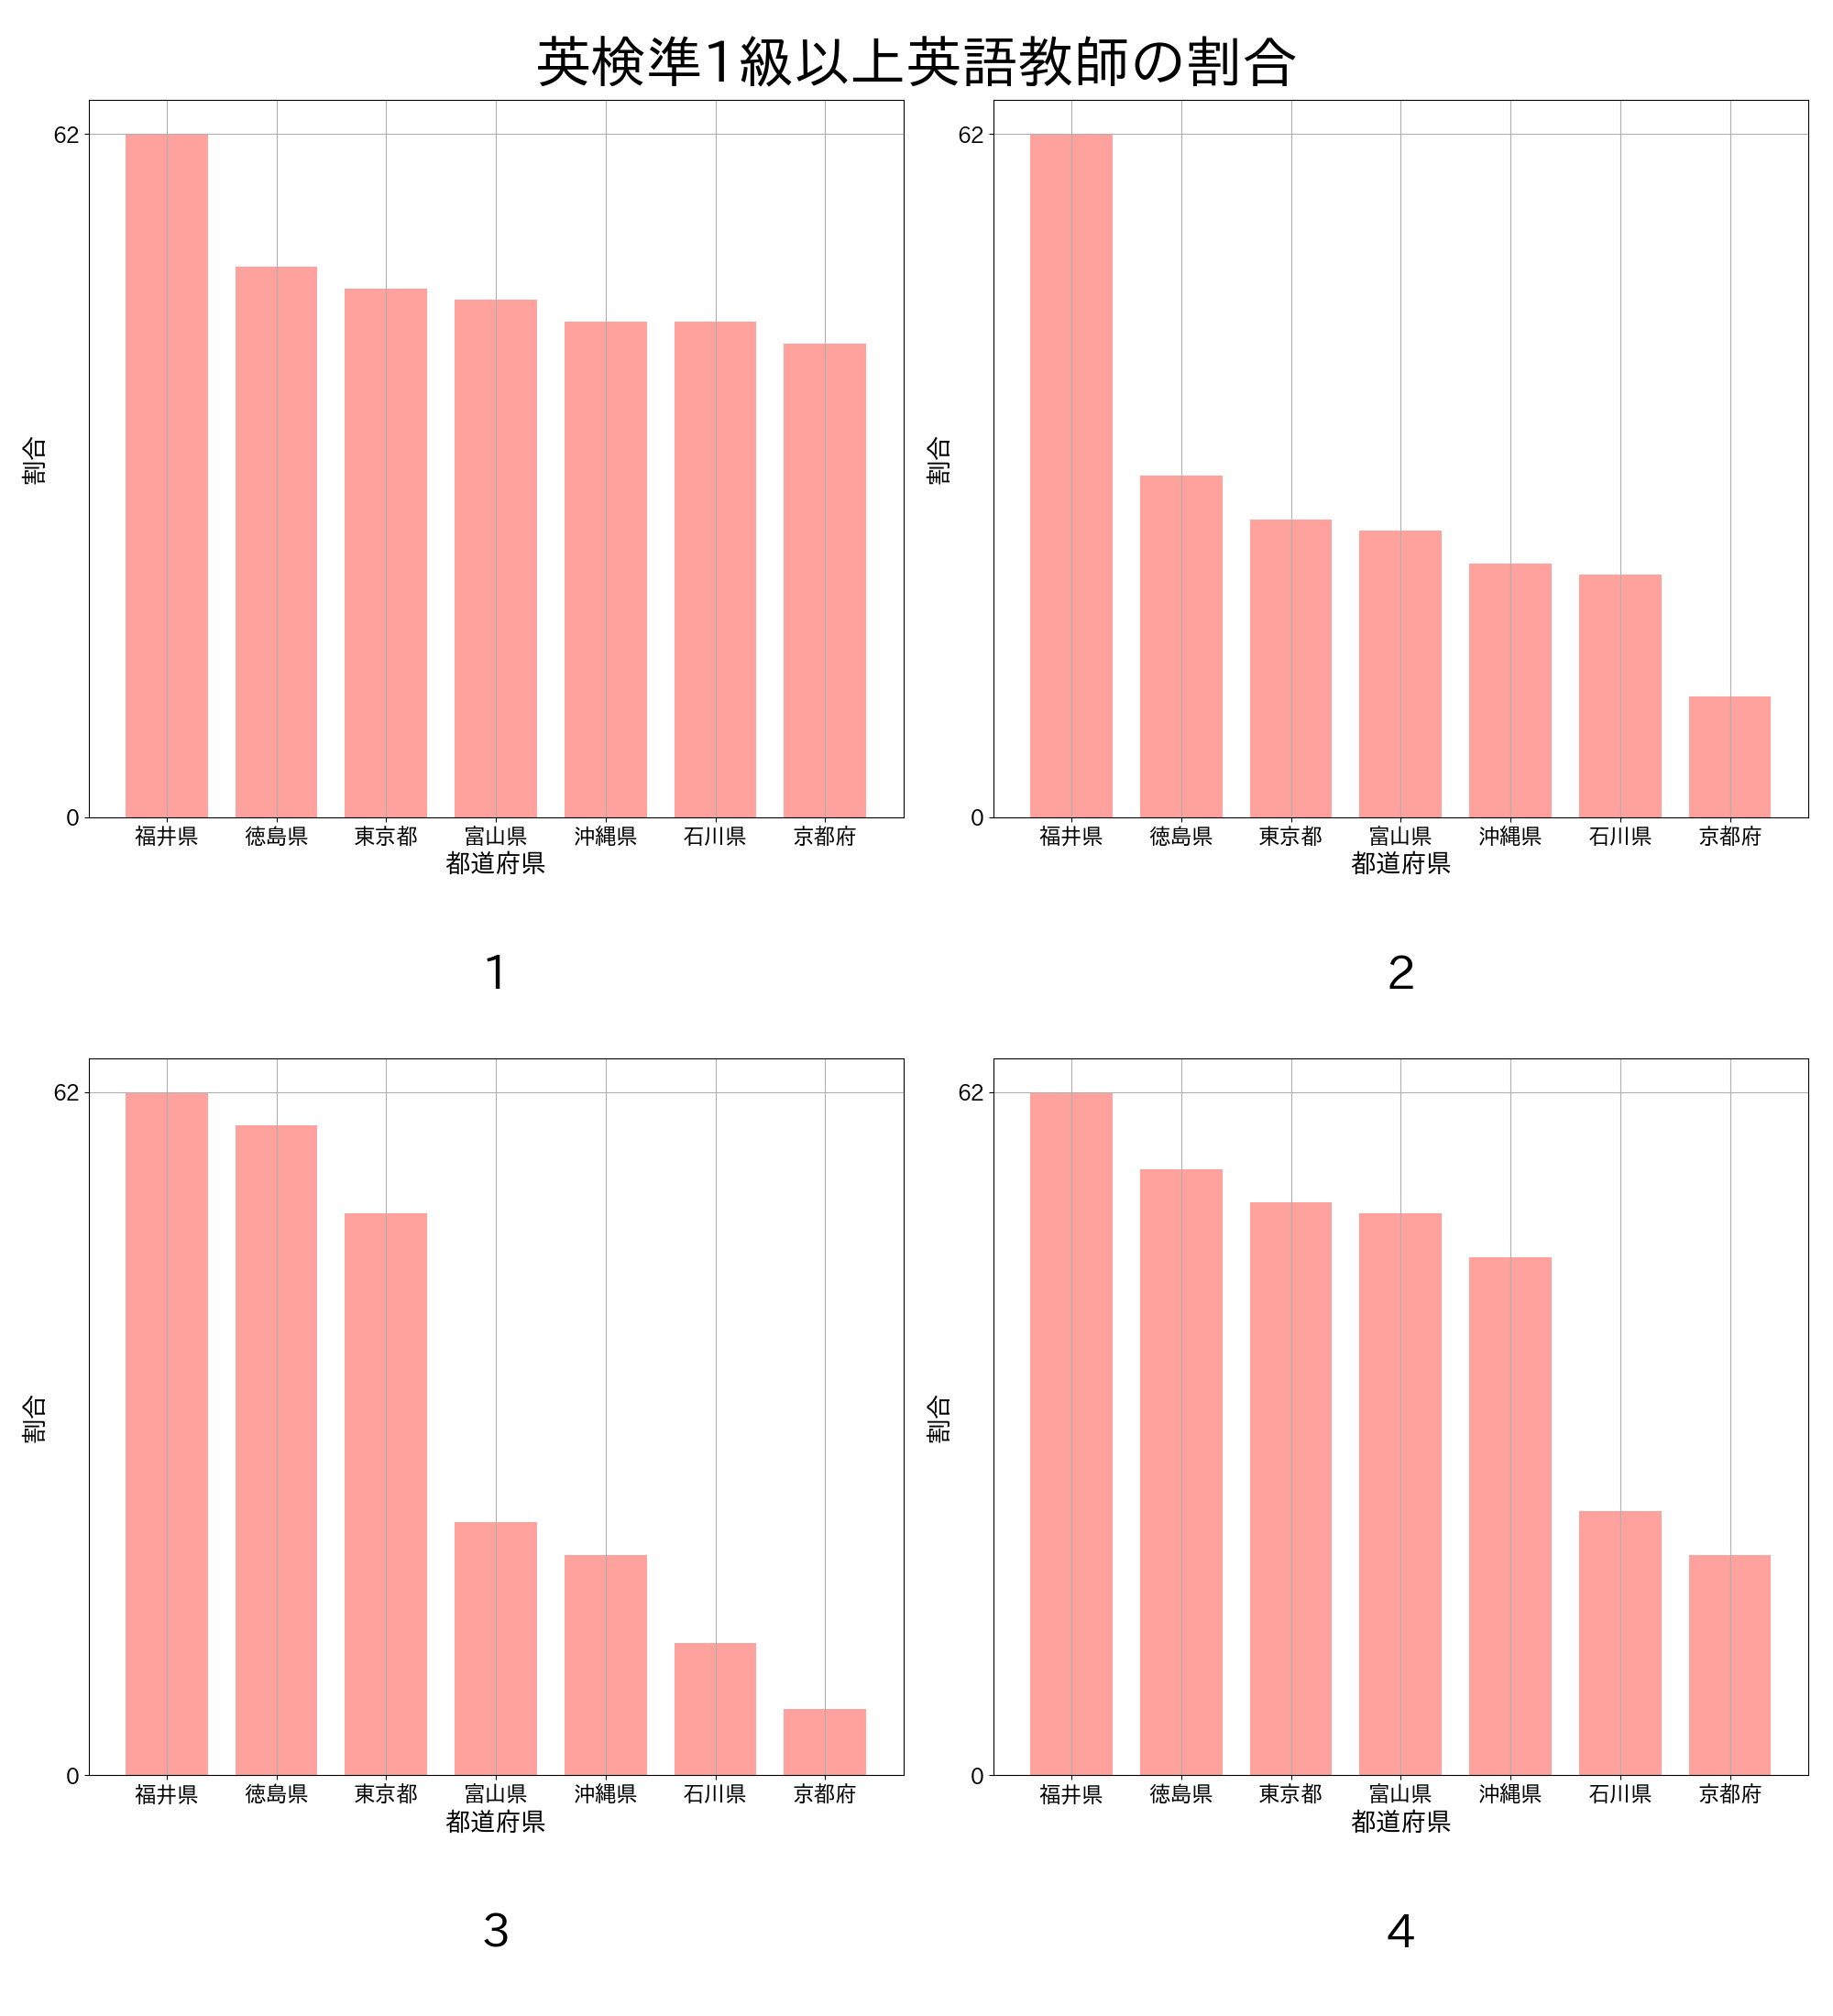 英検準1級以上英語教師の割合
62
0
割合
福井県 徳島県 東京都 富山県 沖縄県 石川県 京都府
都道府県
1
62
0
割合
福井県 徳島県 東京都 富山県 沖縄県 石川県 京都府
都道府県
2
62
0
割合
福井県 徳島県 東京都 富山県 沖縄県 石川県 京都府
都道府県
3
62
0
割合
福井県 徳島県 東京都 富山県 沖縄県 石川県 京都府
都道府県
4